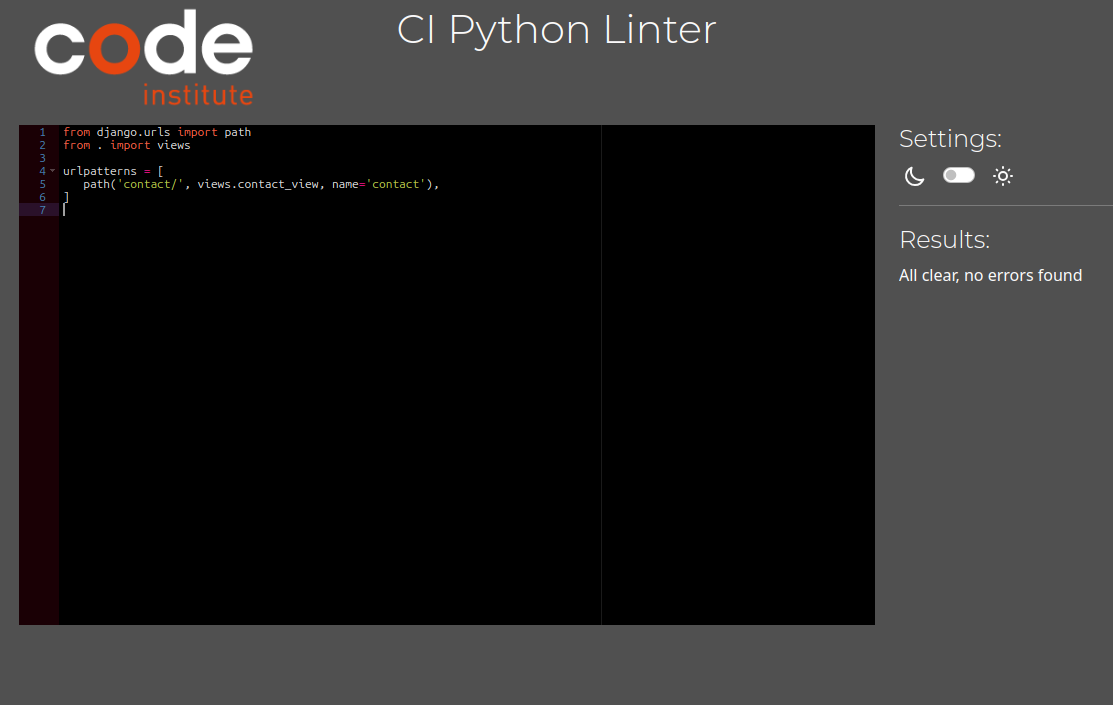 code
institute
CI Python Linter
1 from django.urls import path
2 from . import views
3
4 urlpatterns = [
5     path('contact/', views.contact_view, name='contact'),
6 ]
7
Settings:
Results:
All clear, no errors found